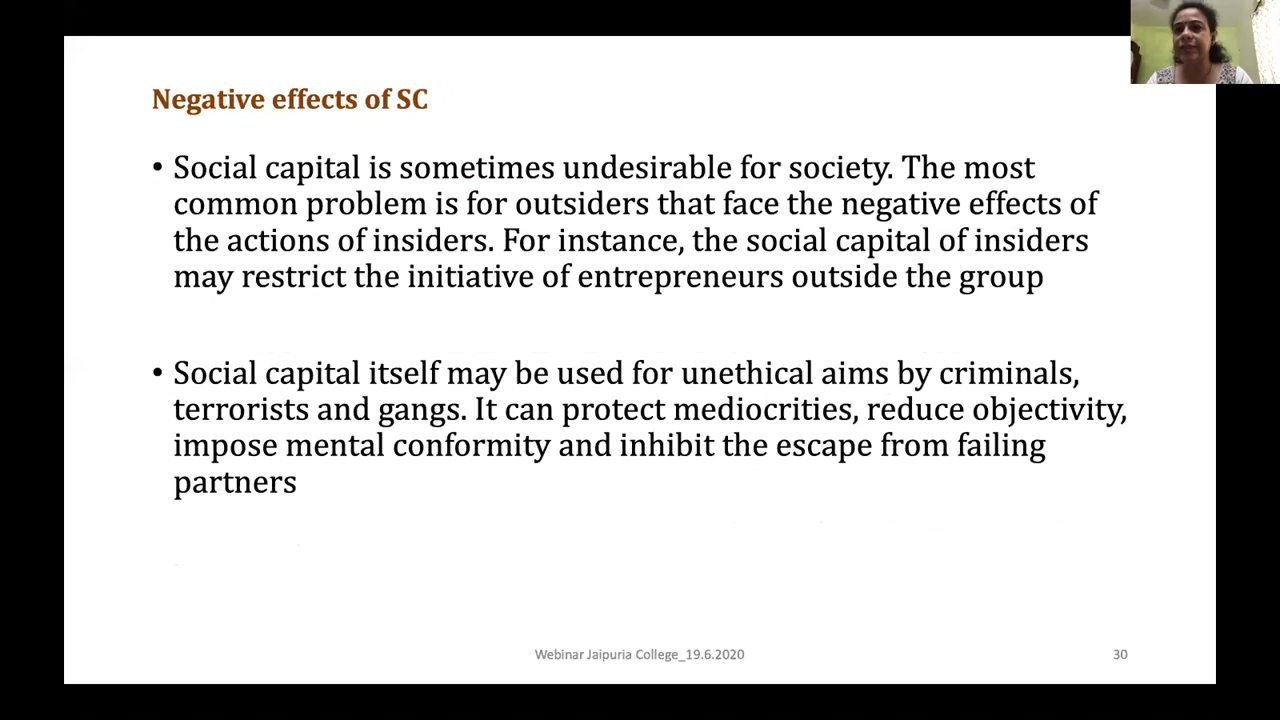 Negative effects of SC
• Social capital is sometimes undesirable for society. The most
common problem is for outsiders that face the negative effects of
the actions of insiders. For instance, the social capital of insiders
may restrict the initiative of entrepreneurs outside the group
• Social capital itself may be used for unethical aims by criminals,
terrorists and gangs. It can protect mediocrities, reduce objectivity,
impose mental conformity and inhibit the escape from failing
partners
Webinar Jaipuria College_19.6.2020
30